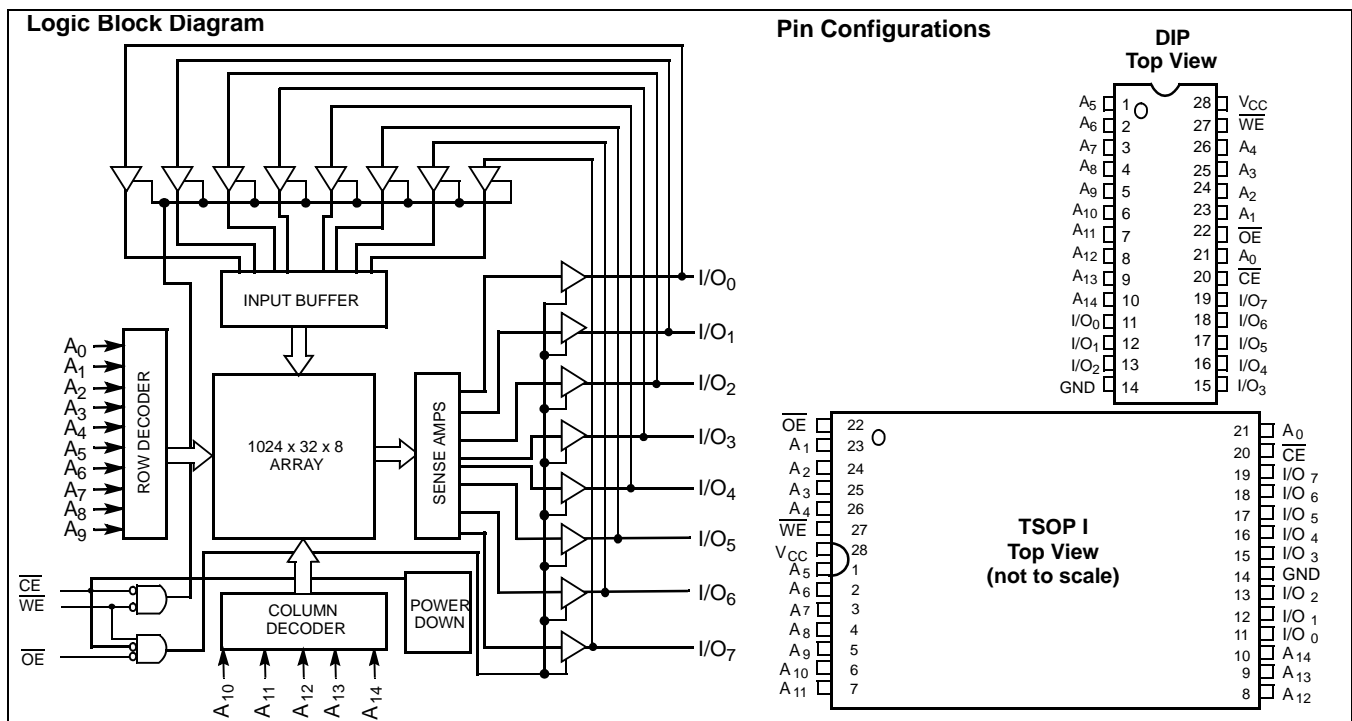 Logic Block Diagram
INPUT BUFFER
A0
A1
A2
A3
A4
A5
A6
A7
A8
A9
ROW DECODER
1024 x 32 x 8
ARRAY
SENSE AMPS
I/O0
I/O1
I/O2
I/O3
I/O4
I/O5
I/O6
I/O7
CE
WE
OE
COLUMN
DECODER
POWER
DOWN
A10
A11
A12
A13
A14
Pin Configurations
DIP
Top View
A5 1 28 VCC
A6 2 27 WE
A7 3 26 A4
A8 4 25 A3
A9 5 24 A2
A10 6 23 A1
A11 7 22 OE
A12 8 21 A0
A13 9 20 CE
A14 10 19 I/O7
I/O0 11 18 I/O6
I/O1 12 17 I/O5
I/O2 13 16 I/O4
GND 14 15 I/O3
OE 22
A1 23
A2 24
A3 25
A4 26
WE 27
VCC 28
A5 1
A6 2
A7 3
A8 4
A9 5
A10 6
A11 7
TSOP I
Top View
(not to scale)
21 A0
20 CE
19 I/O7
18 I/O6
17 I/O5
16 I/O4
15 I/O3
14 GND
13 I/O2
12 I/O1
11 I/O0
10 A14
9 A13
8 A12